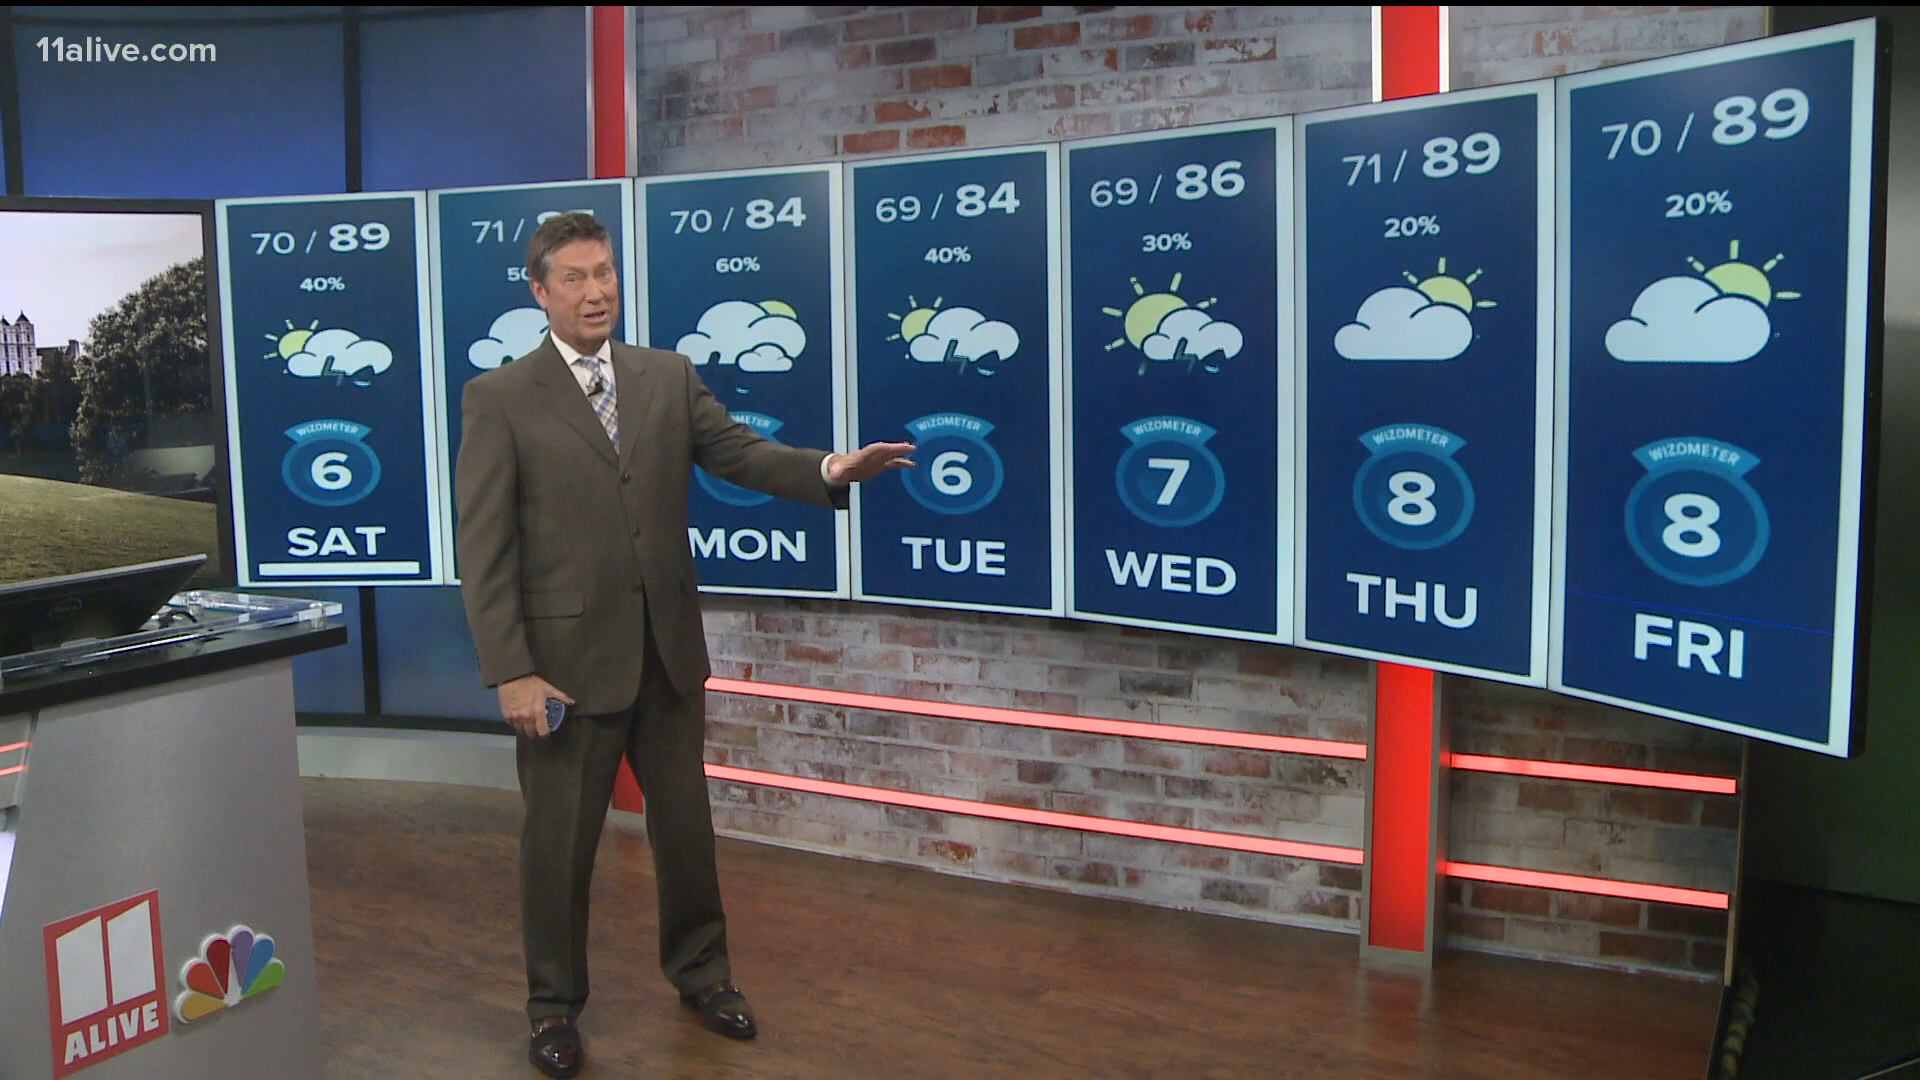 11alive.com
70 / 89
40%
WIZOMETER
6
SAT
71 /
70 / 84
60%
MON
69 / 84
40%
WIZOMETER
6
TUE
69 / 86
30%
WIZOMETER
7
WED
71 / 89
20%
WIZOMETER
8
THU
70 / 89
20%
WIZOMETER
8
FRI
11
ALIVE